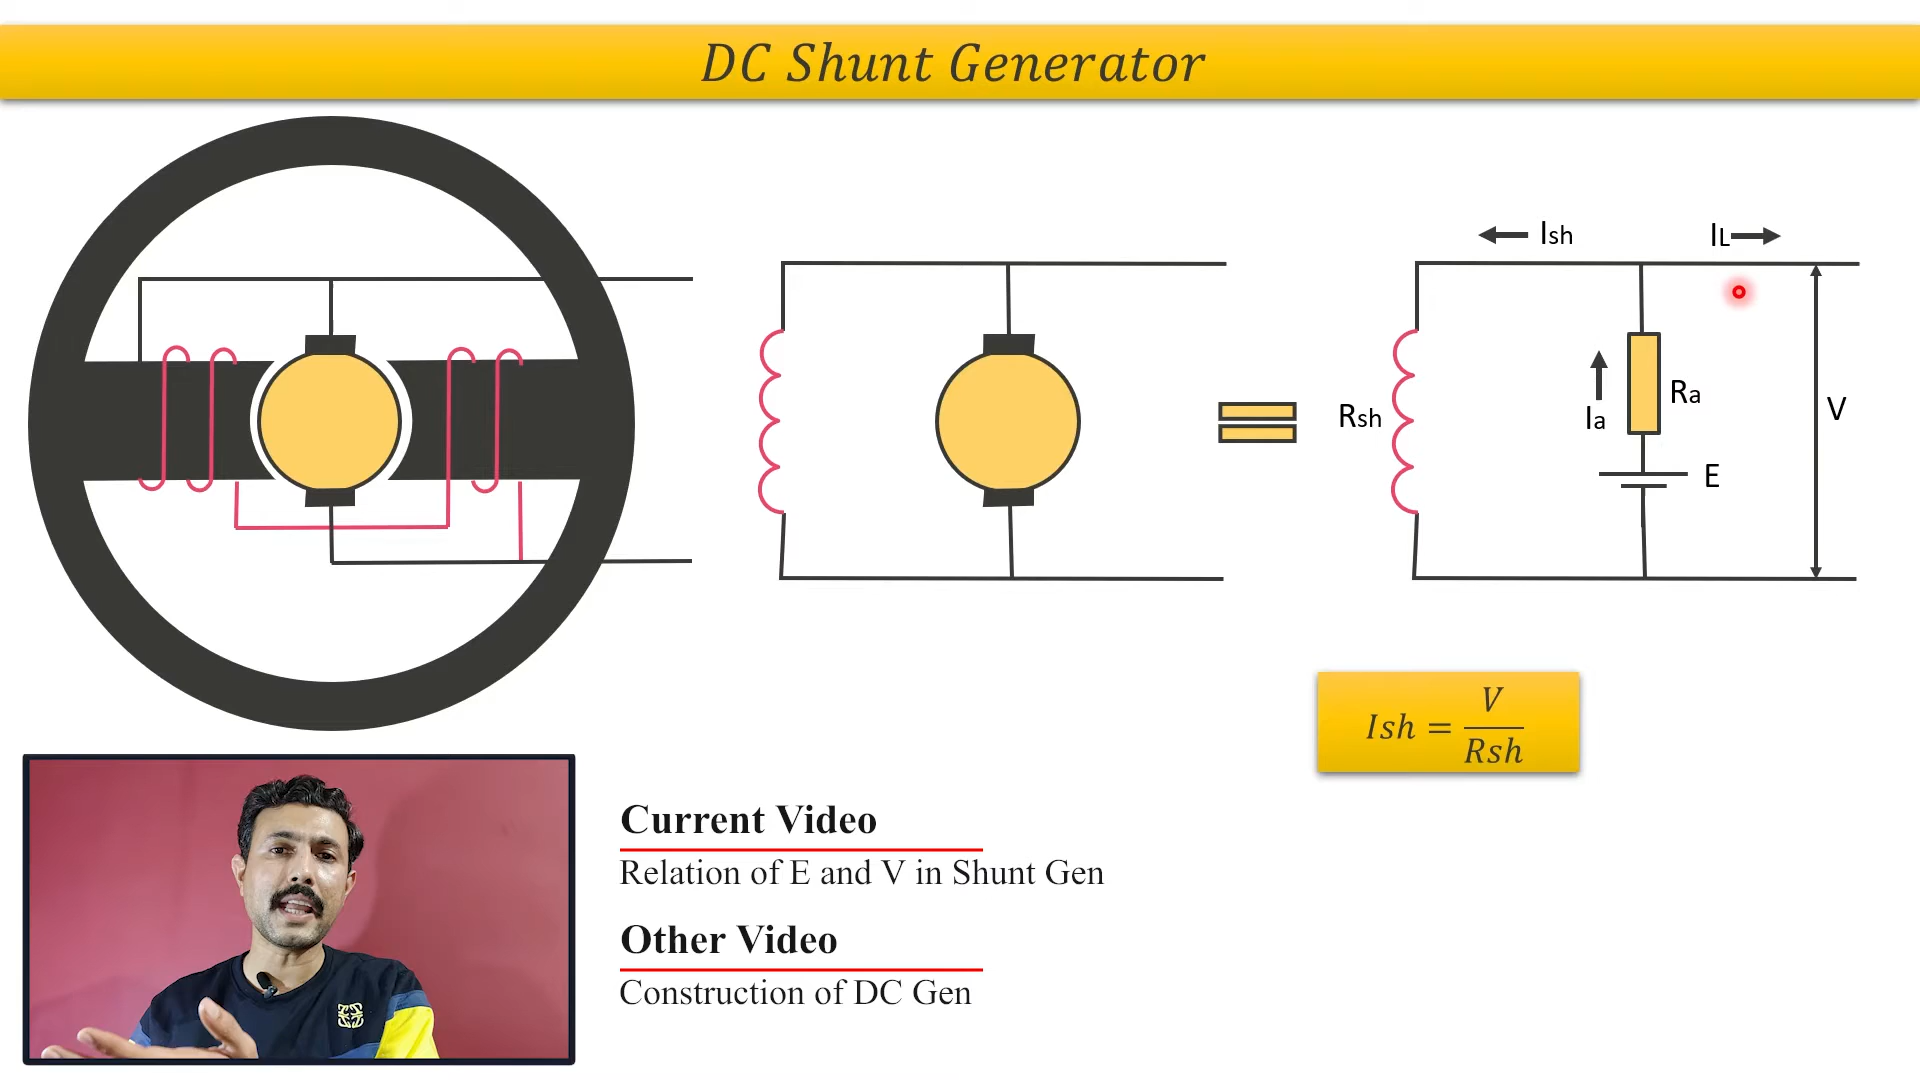 DC Shunt Generator
Ish
IL
Rsh
Ia
Ra
V
E
Ish = V/Rsh
Current Video
Relation of E and V in Shunt Gen
Other Video
Construction of DC Gen